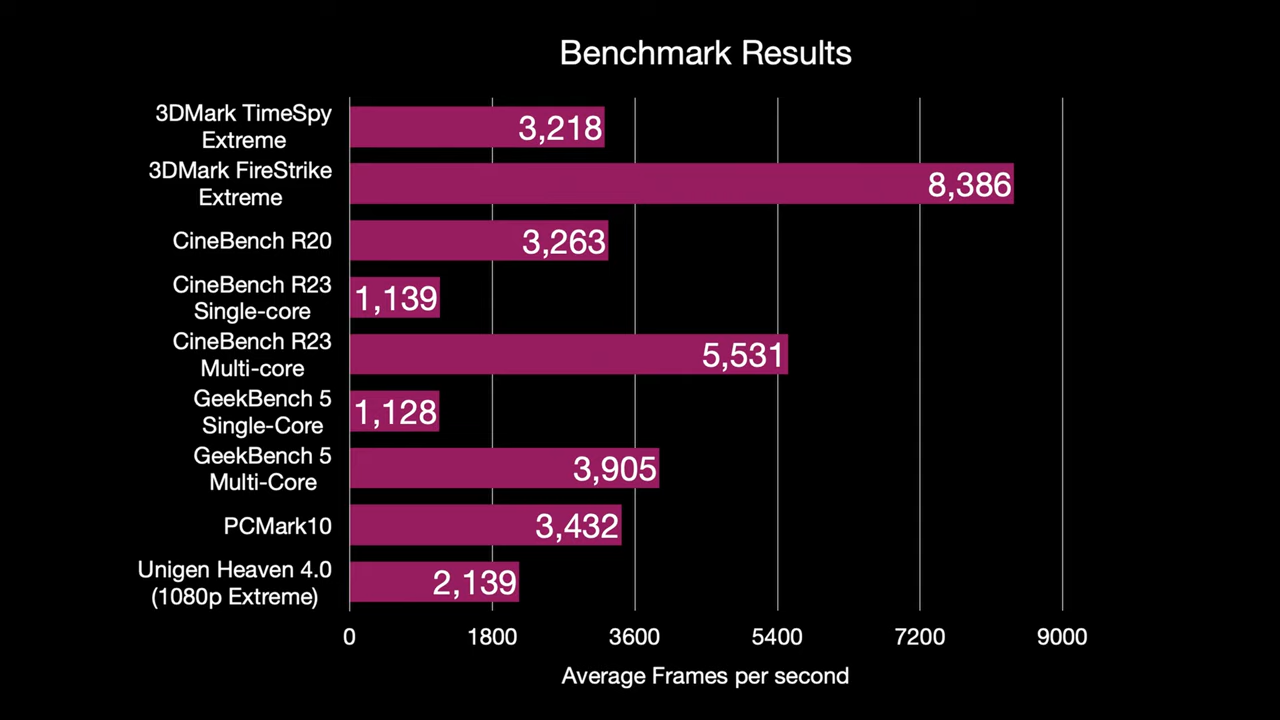 Benchmark Results
3DMark TimeSpy
Extreme
3,218
3DMark FireStrike
Extreme
8,386
CineBench R20
3,263
CineBench R23
Single-core
1,139
CineBench R23
Multi-core
5,531
GeekBench 5
Single-Core
1,128
GeekBench 5
Multi-Core
3,905
PCMark10
3,432
Unigen Heaven 4.0
(1080p Extreme)
2,139
0 1800 3600 5400 7200 9000
Average Frames per second